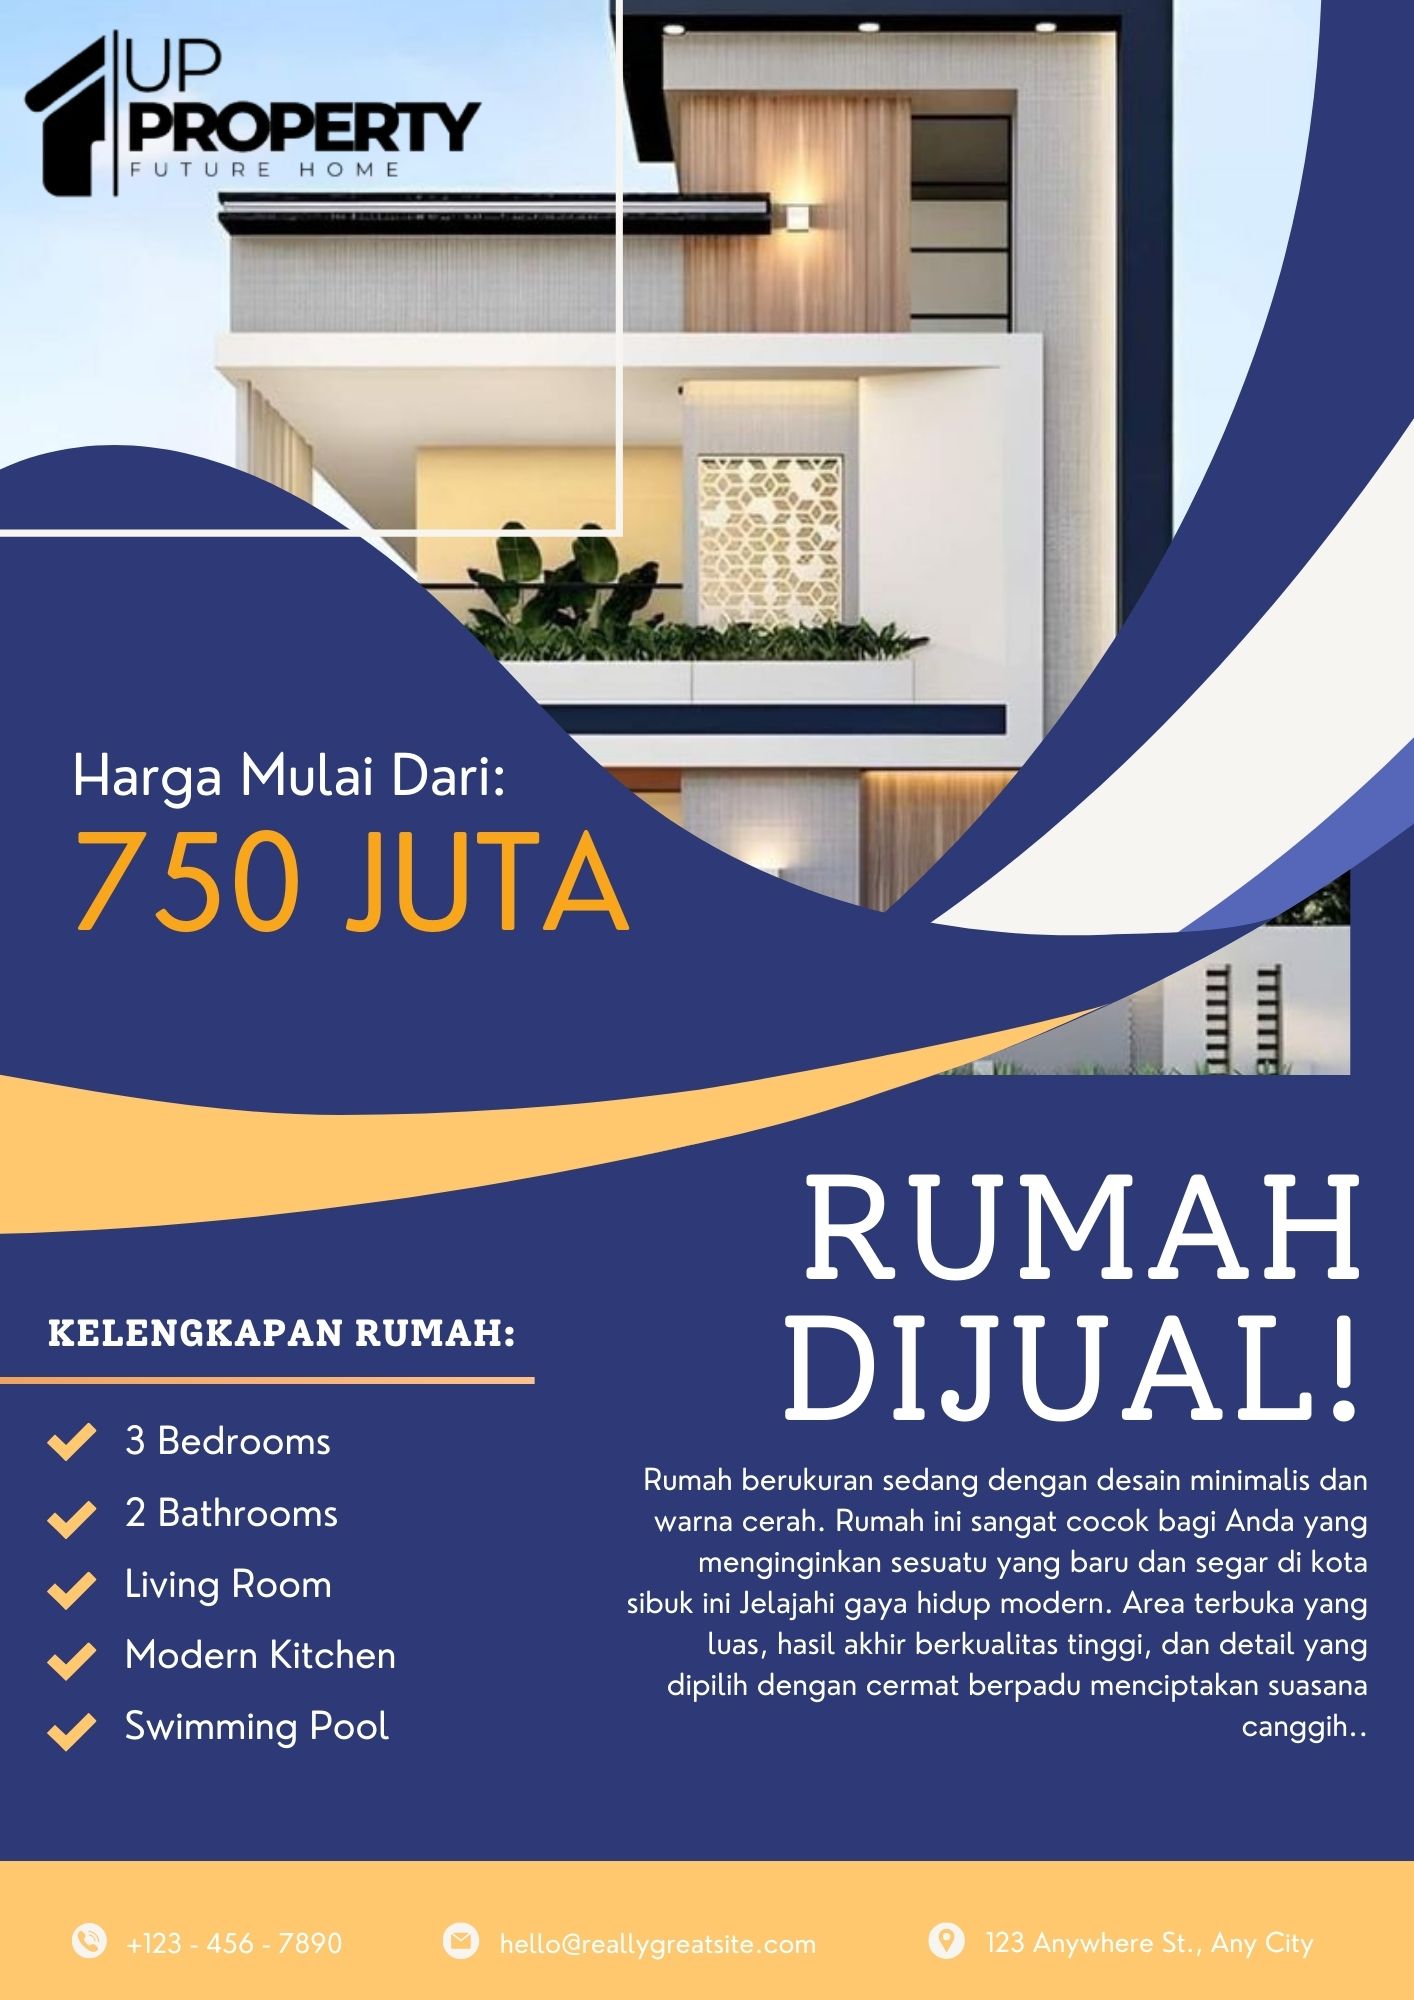 UP
PROPERTY
FUTURE HOME
Harga Mulai Dari:
750 JUTA
RUMAH
DIJUAL!
KELENGKAPAN RUMAH:
3 Bedrooms
2 Bathrooms
Living Room
Modern Kitchen
Swimming Pool
Rumah berukuran sedang dengan desain minimalis dan
warna cerah. Rumah ini sangat cocok bagi Anda yang
menginginkan sesuatu yang baru dan segar di kota
sibuk ini Jelajahi gaya hidup modern. Area terbuka yang
luas, hasil akhir berkualitas tinggi, dan detail yang
dipilih dengan cermat berpadu menciptakan suasana
canggih..
+123 - 456 - 7890
hello@reallygreatsite.com
123 Anywhere St., Any City